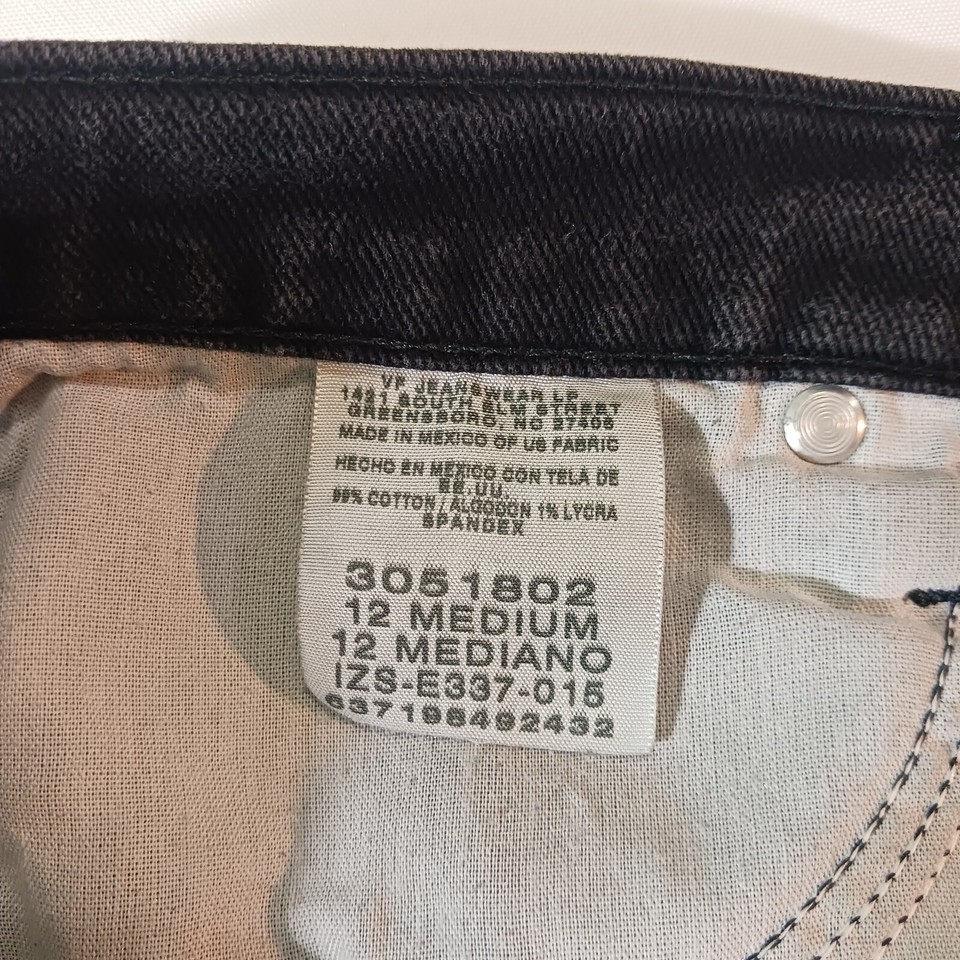 VF JEANSWEAR LP
1421 SOUTH ELM STREET
GREENSBORO, NC 27406
MADE IN MEXICO OF US FABRIC
HECHO EN MEXICO CON TELA DE
EE.UU.
99% COTTON / ALGODON 1% LYCRA
SPANDEX
3051802
12 MEDIUM
12 MEDIANO
IZS-E337-015
637198492432